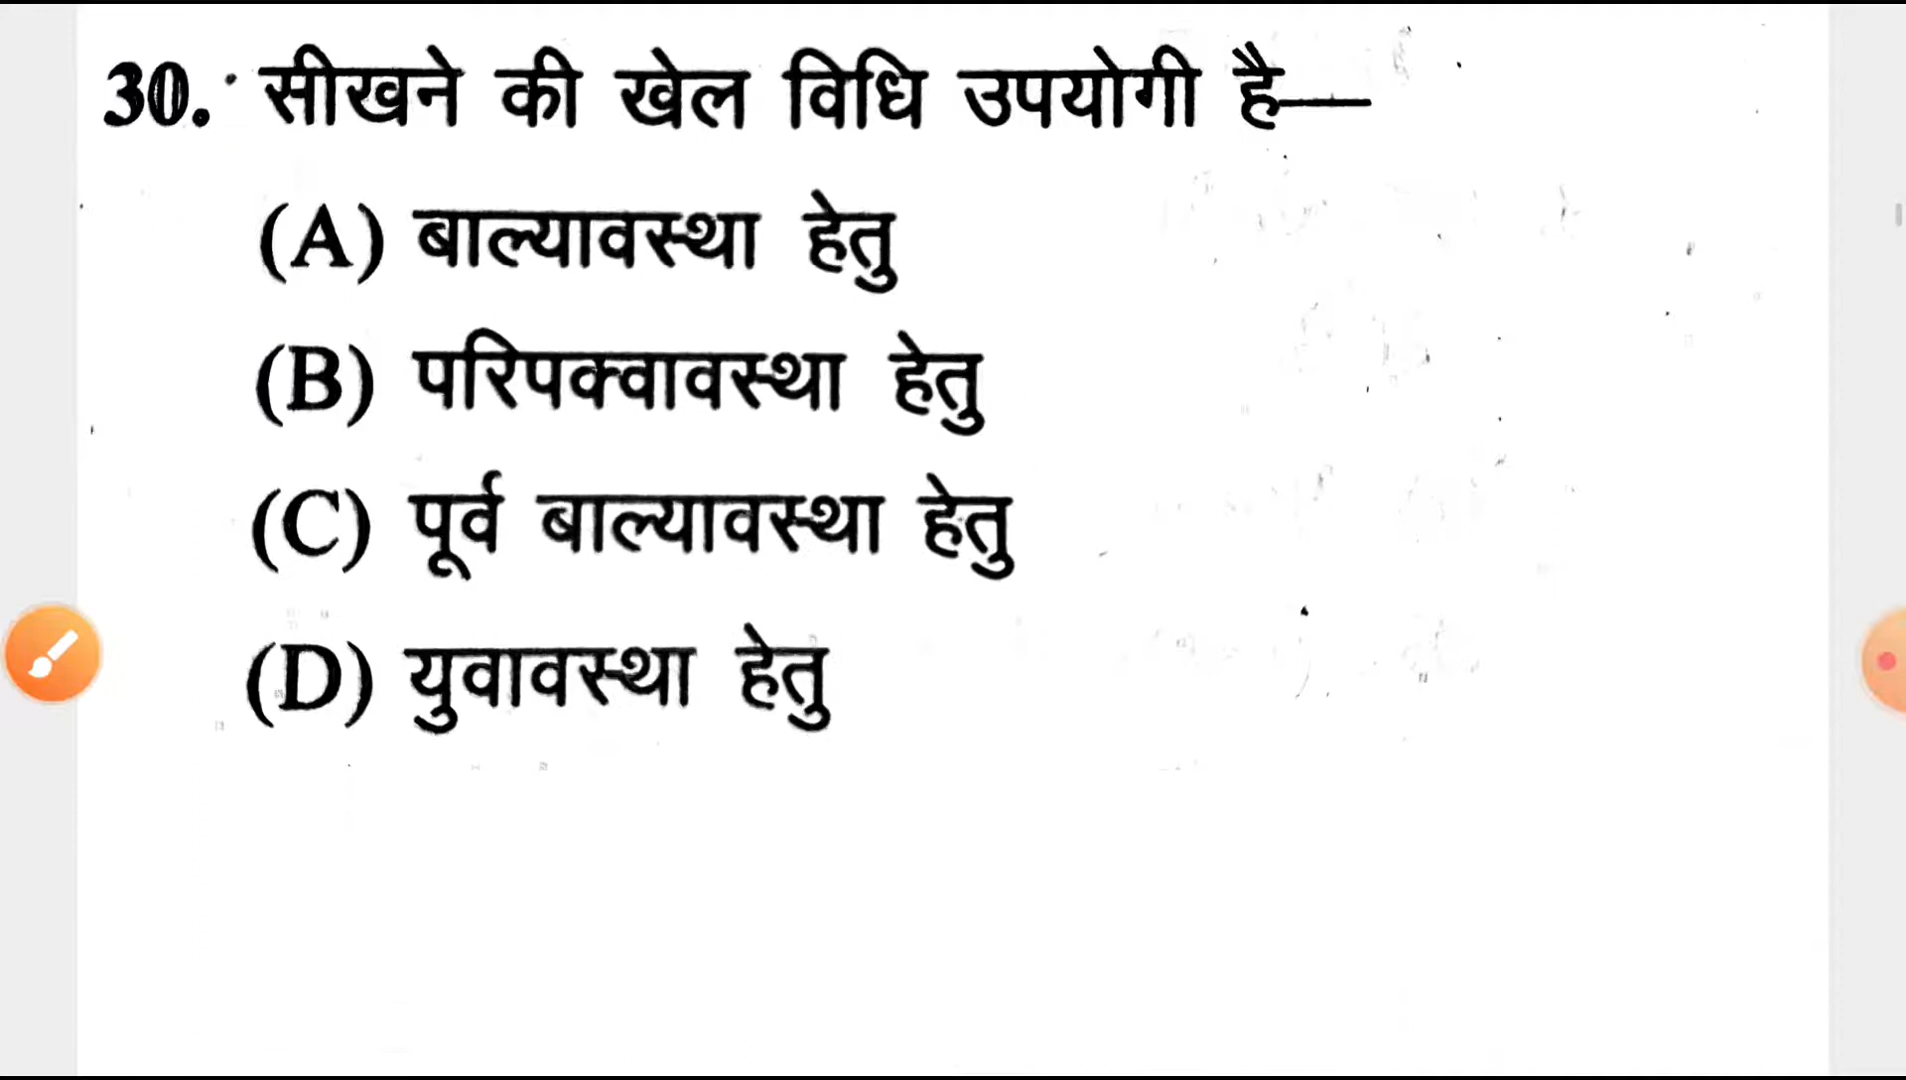 30. सीखने की खेल विधि उपयोगी है—
(A) बाल्यावस्था हेतु
(B) परिपक्वावस्था हेतु
(C) पूर्व बाल्यावस्था हेतु
(D) युवावस्था हेतु